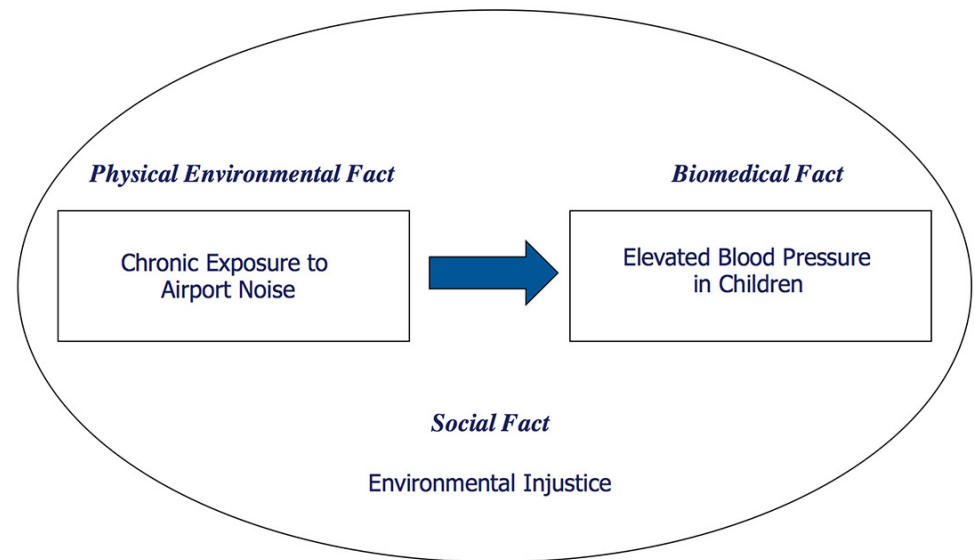 Physical Environmental Fact
Biomedical Fact
Chronic Exposure to
Airport Noise
Elevated Blood Pressure
in Children
Social Fact
Environmental Injustice